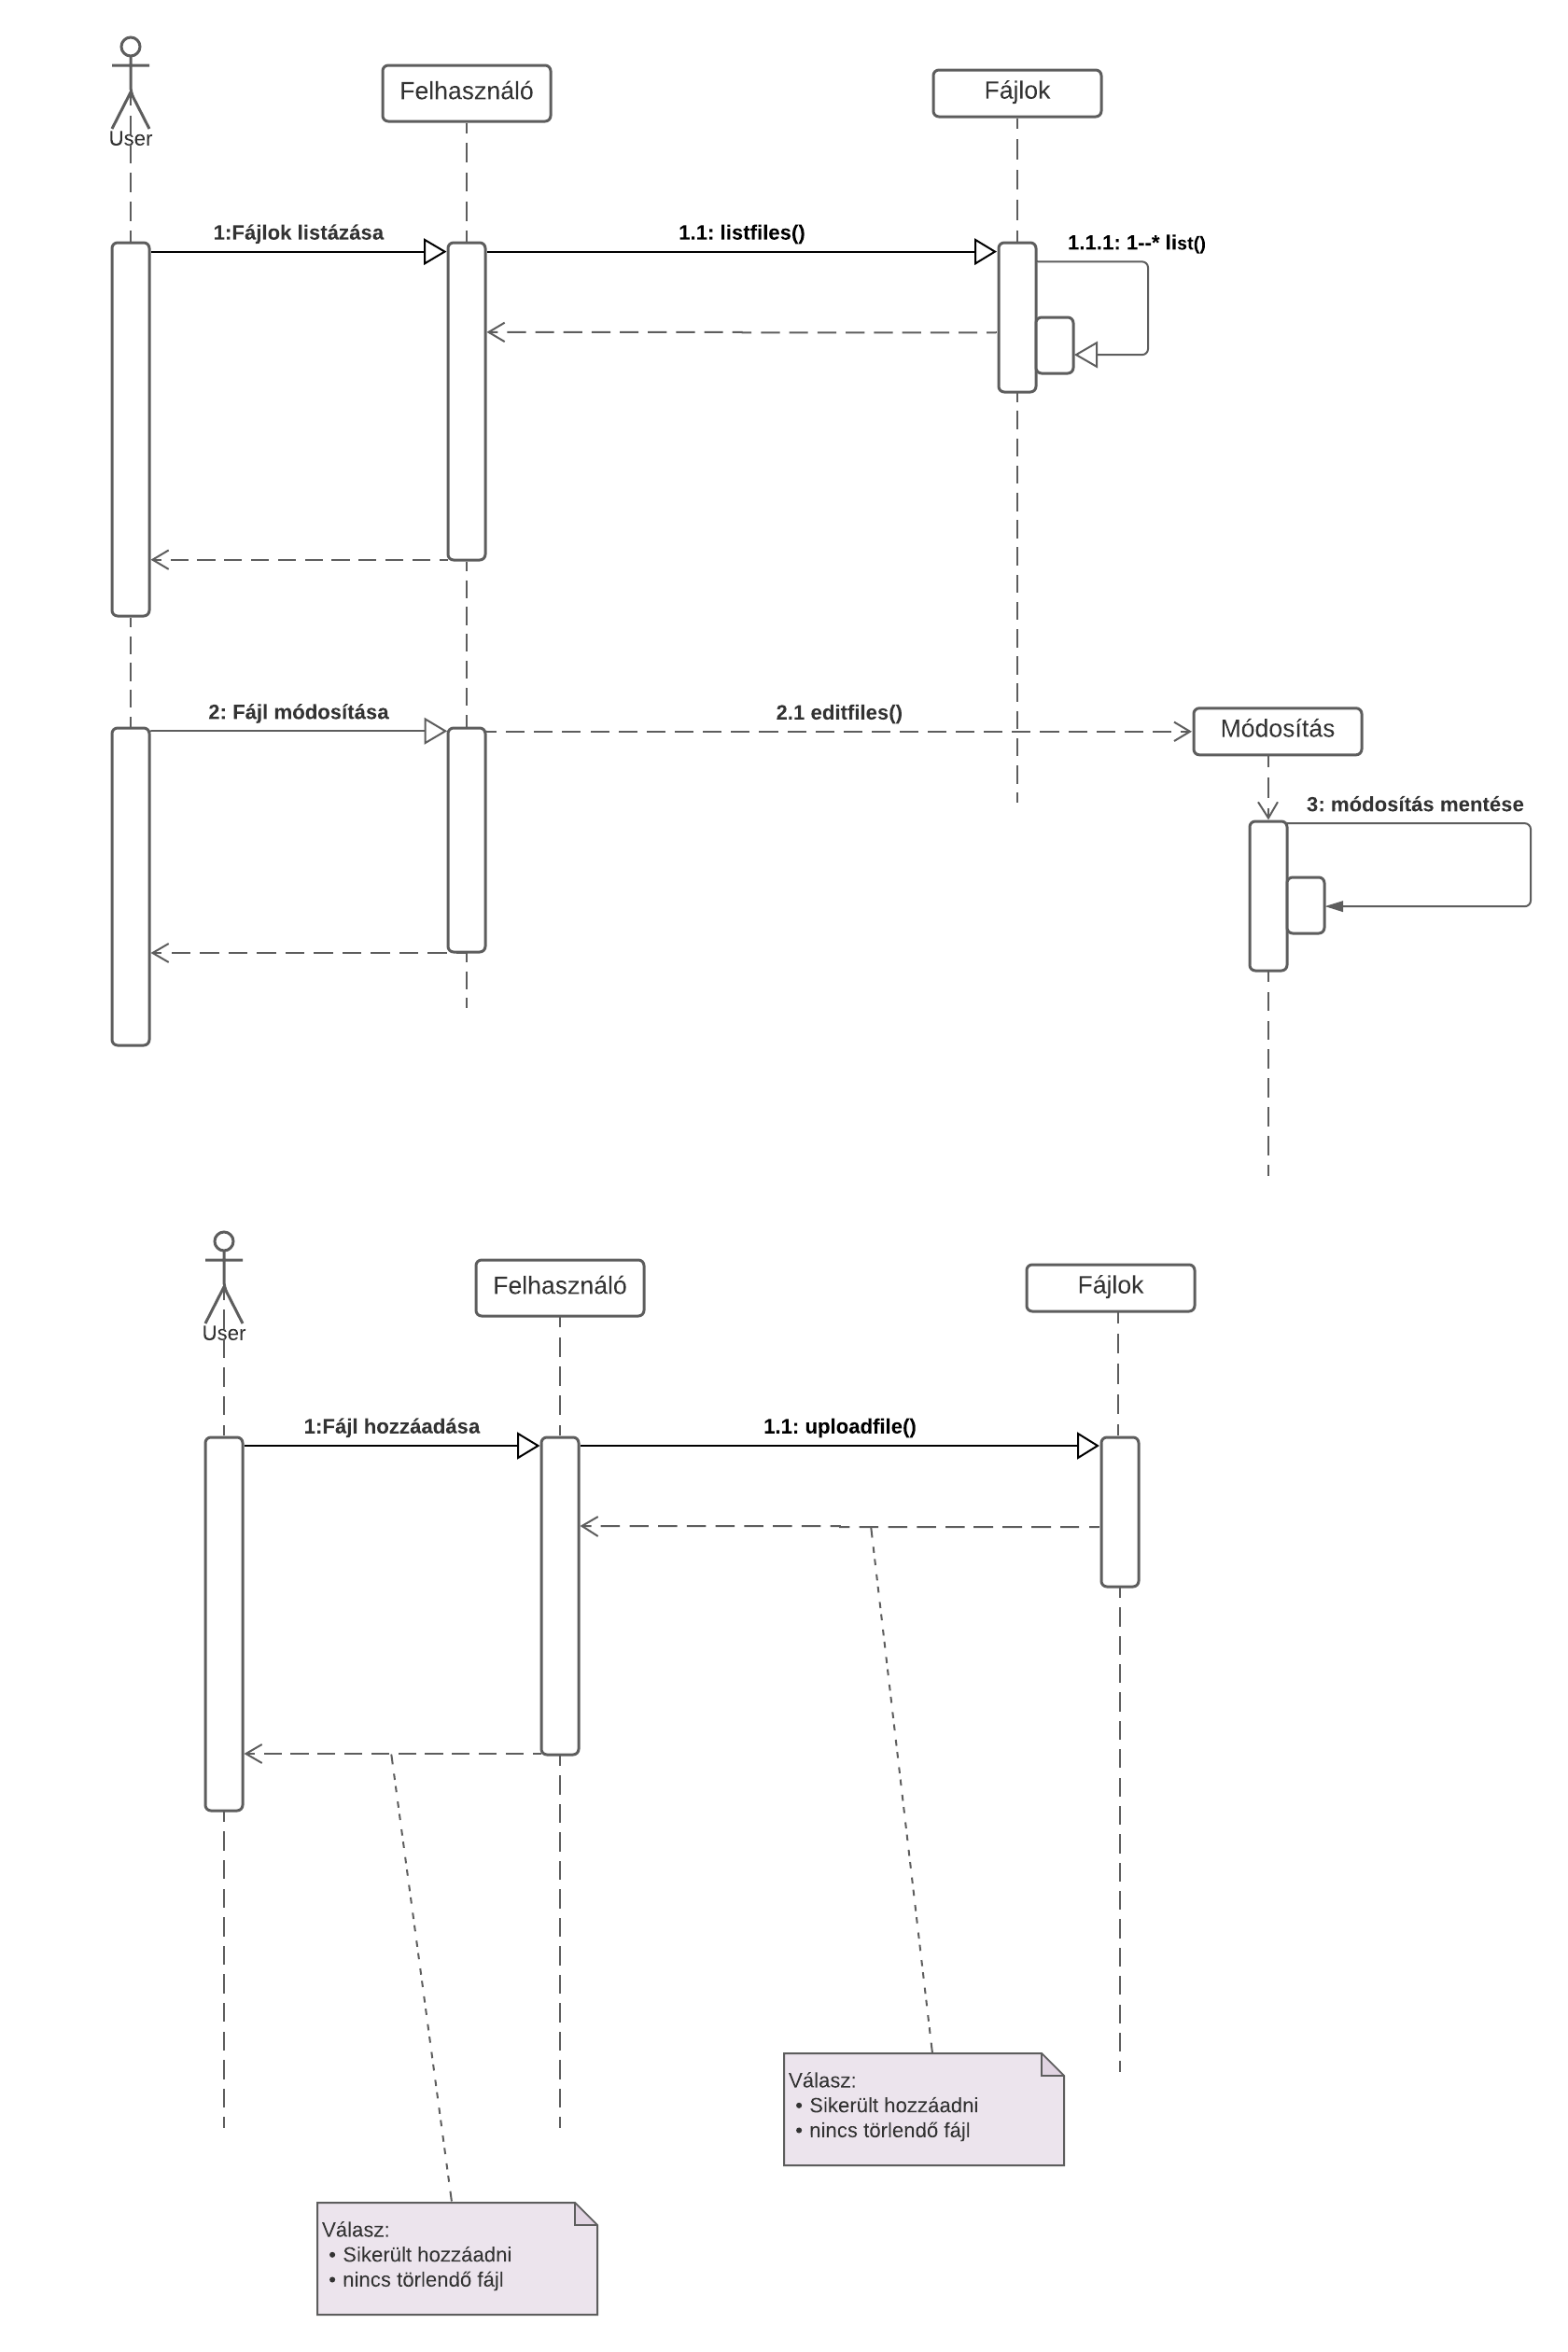 User
Felhasználó
Fájlok
1:Fájlok listázása
1.1: listfiles()
1.1.1: 1--* list()
2: Fájl módosítása
2.1 editfiles()
Módosítás
3: módosítás mentése
User
Felhasználó
Fájlok
1:Fájl hozzáadása
1.1: uploadfile()
Válasz:
• Sikerült hozzáadni
• nincs törlendő fájl
Válasz:
• Sikerült hozzáadni
• nincs törlendő fájl